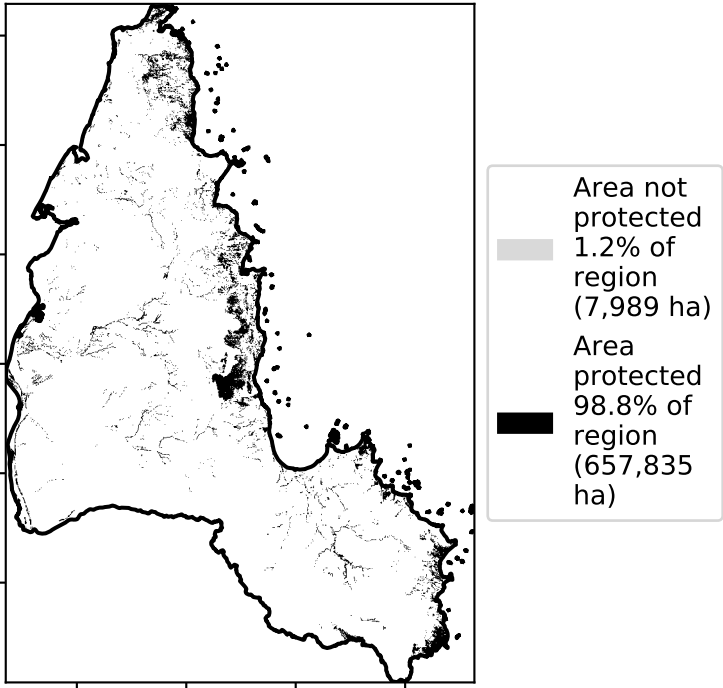 Area not
protected
1.2% of
region
(7,989 ha)
Area
protected
98.8% of
region
(657,835
ha)